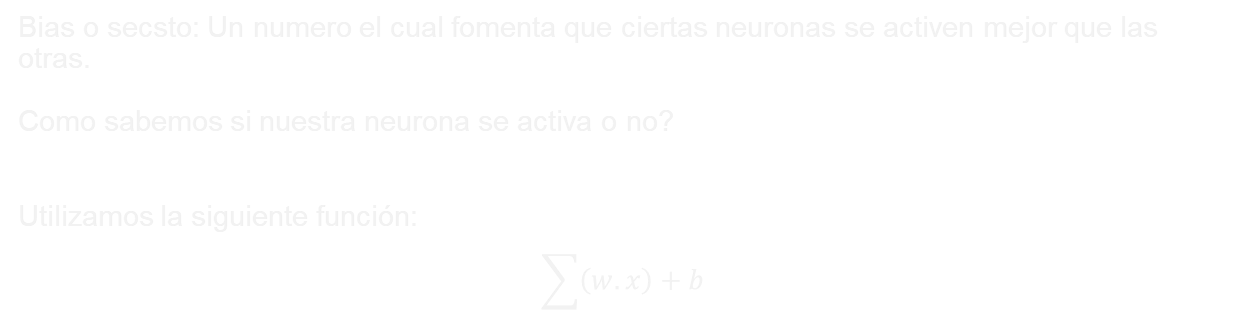 Bias o secsto: Un numero el cual fomenta que ciertas neuronas se activen mejor que las
otras.
Como sabemos si nuestra neurona se activa o no?
Utilizamos la siguiente función:
∑(w.x) + b